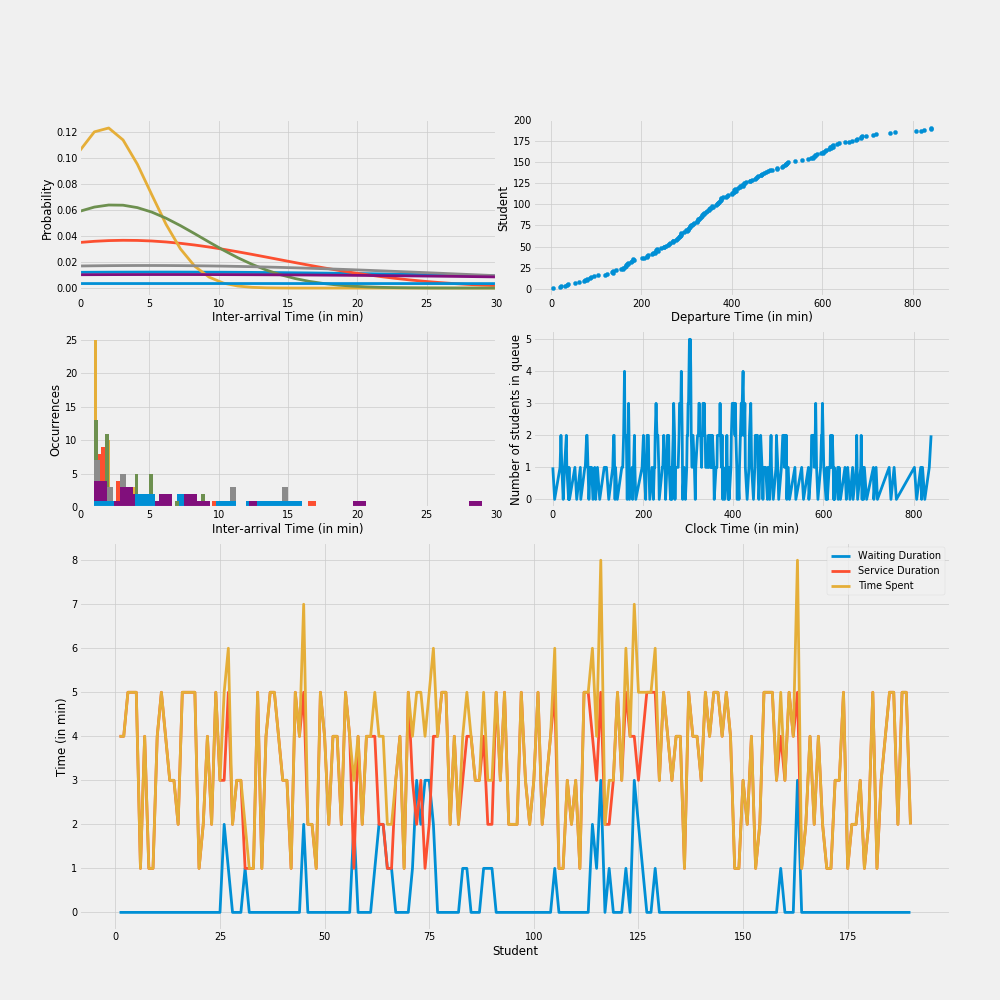 0.12
0.10
0.08
0.06
0.04
0.02
0.00
Probability
0 5 10 15 20 25 30
Inter-arrival Time (in min)
200
175
150
125
100
75
50
25
0
Student
0 200 400 600 800
Departure Time (in min)
25
20
15
10
5
0
Occurrences
0 5 10 15 20 25 30
Inter-arrival Time (in min)
5
4
3
2
1
0
Number of students in queue
0 200 400 600 800
Clock Time (in min)
8
7
6
5
4
3
2
1
0
Time (in min)
Waiting Duration
Service Duration
Time Spent
0 25 50 75 100 125 150 175
Student